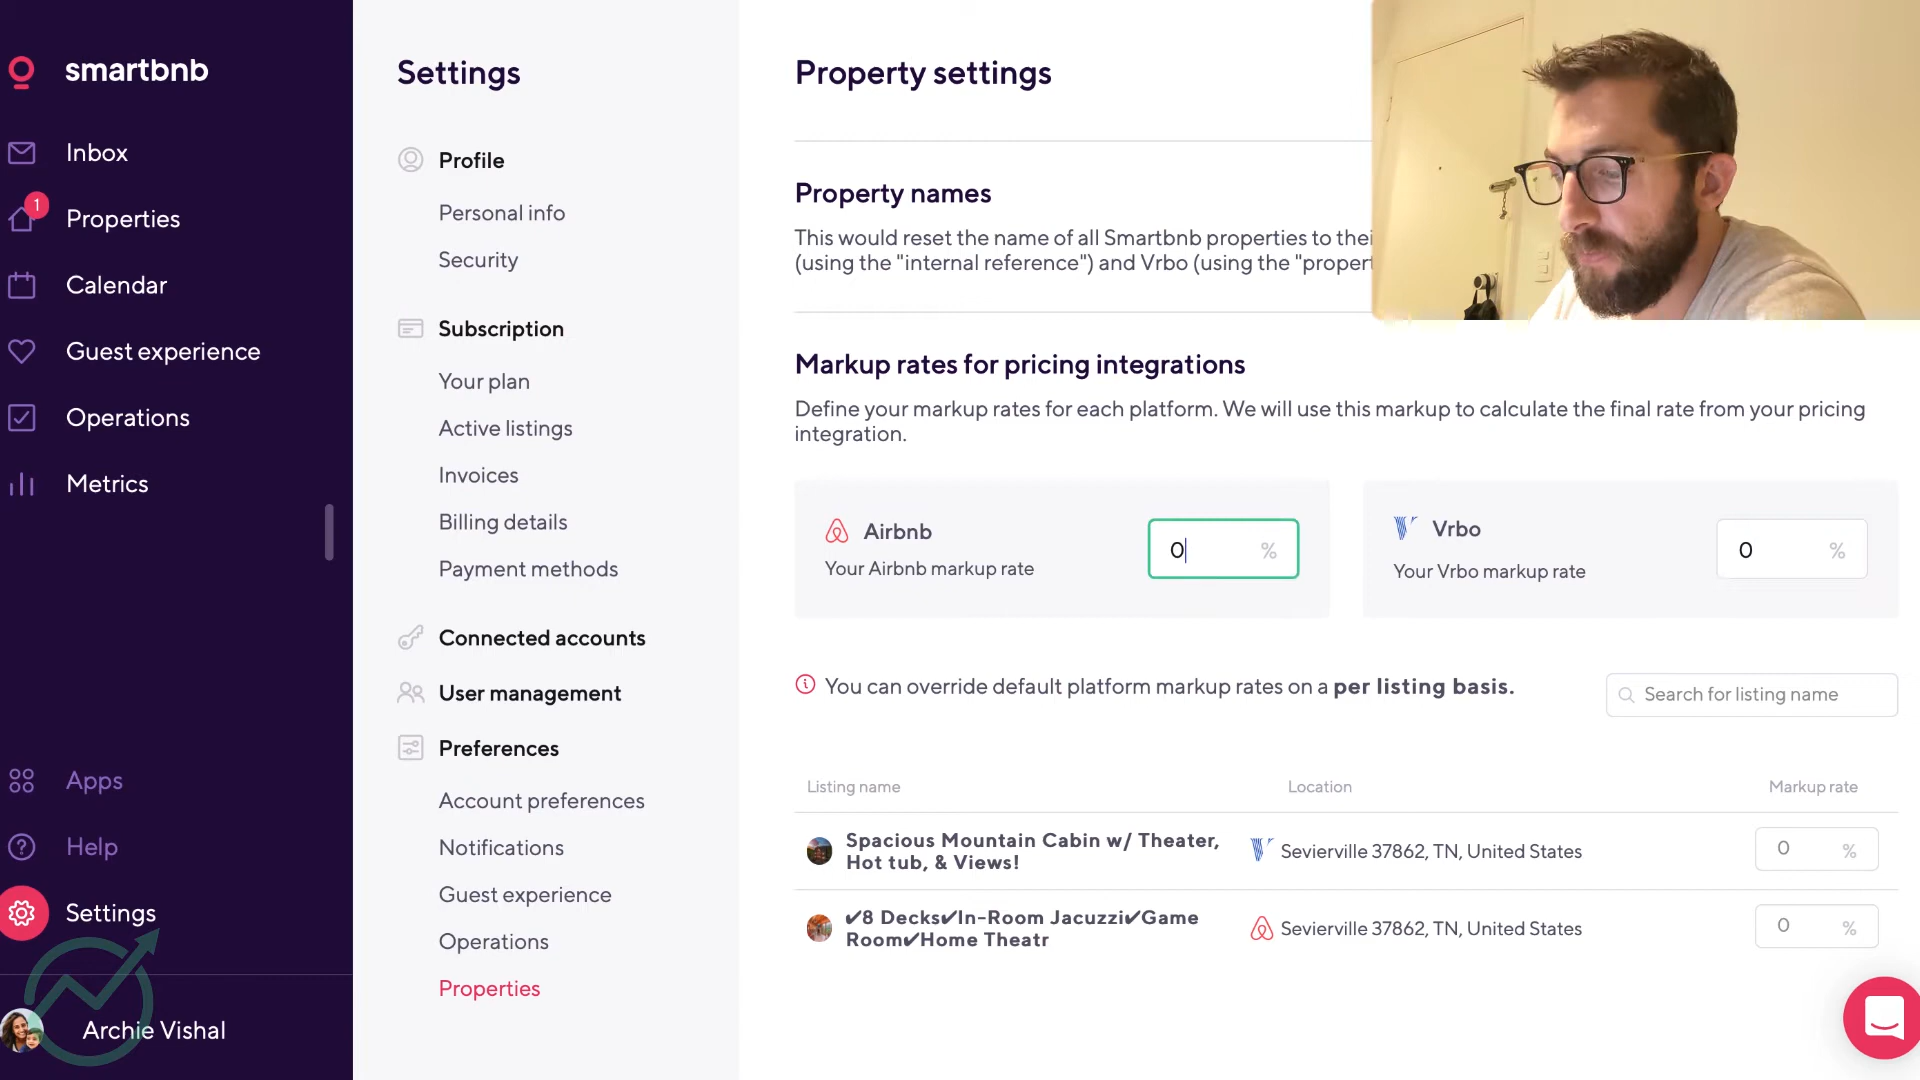 smartbnb
Inbox
1
Properties
Calendar
Guest experience
Operations
Metrics
Apps
Help
Settings
Archie Vishal
Settings
Profile
Personal info
Security
Subscription
Your plan
Active listings
Invoices
Billing details
Payment methods
Connected accounts
User management
Preferences
Account preferences
Notifications
Guest experience
Operations
Properties
Property settings
Property names
This would reset the name of all Smartbnb properties to thei
(using the "internal reference") and Vrbo (using the "proper
Markup rates for pricing integrations
Define your markup rates for each platform. We will use this markup to calculate the final rate from your pricing
integration.
Airbnb
Your Airbnb markup rate
0 %
Vrbo
Your Vrbo markup rate
0 %
You can override default platform markup rates on a per listing basis.
Search for listing name
Listing name Location Markup rate
Spacious Mountain Cabin w/ Theater,
Hot tub, & Views!
Sevierville 37862, TN, United States
0 %
✔8 Decks✔In-Room Jacuzzi✔Game
Room✔Home Theatr
Sevierville 37862, TN, United States
0 %